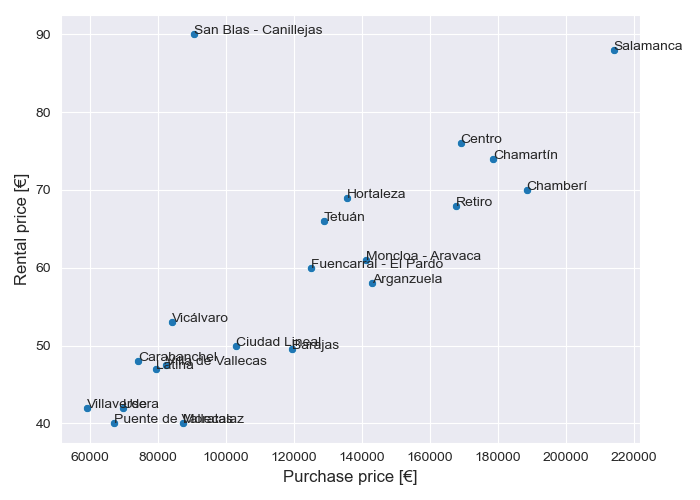 San Blas - Canillejas
Salamanca
Centro
Chamartín
Chamberí
Hortaleza
Retiro
Tetuán
Moncloa - Aravaca
Fuencarral - El Pardo
Arganzuela
Vicálvaro
Ciudad Lineal
Barajas
Carabanchel
Villa de Vallecas
Latina
Villaverde
Usera
Puente de Vallecas
Moratalaz
90
80
70
60
50
40
Rental price [€]
60000 80000 100000 120000 140000 160000 180000 200000 220000
Purchase price [€]